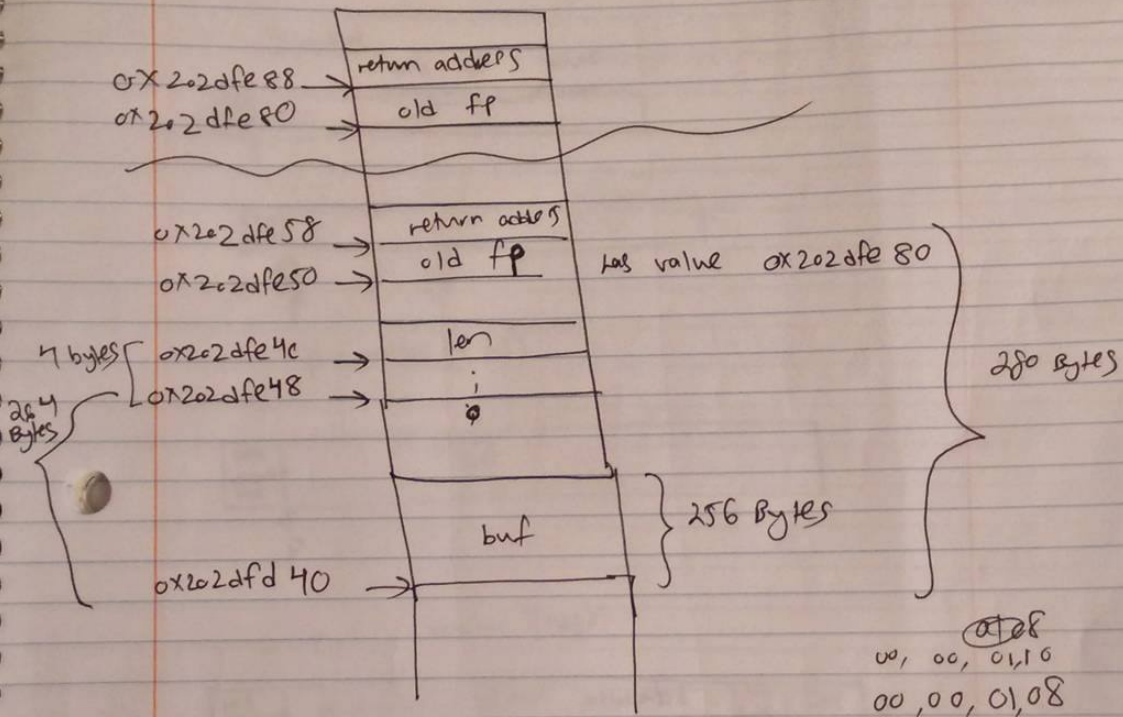 return address
0x202dfe88
old fp
0x202dfe80
return addres
0x202dfe58
old fp
has value 0x202dfe80
0x202dfe50
len
4 bytes
0x202dfe4c
280 Bytes
i
0x202dfe48
264 Bytes
256 Bytes
buf
0x202dfd40
00, 00, 01,10
00,00,01,08